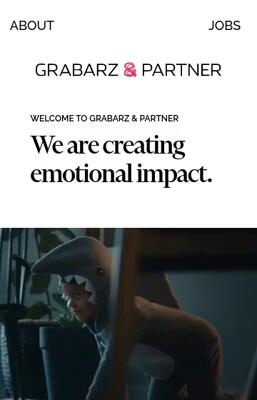 ABOUT JOBS
GRABARZ & PARTNER
WELCOME TO GRABARZ & PARTNER
We are creating
emotional impact.